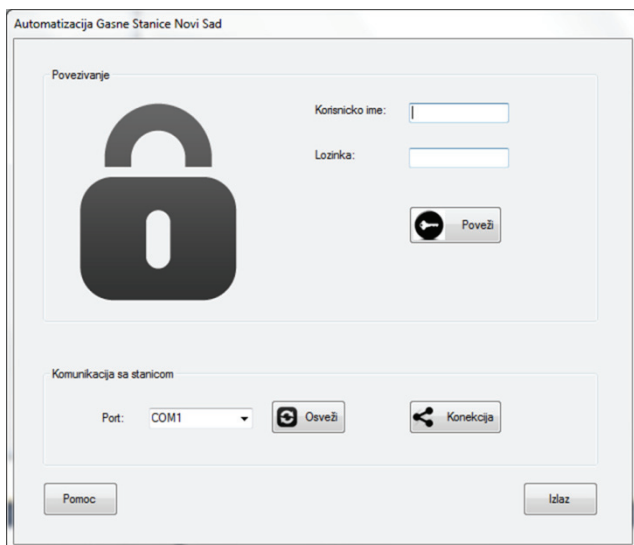 Automatizacija Gasne Stanice Novi Sad
Povezivanje
Korisnicko ime:
Lozinka:
Poveži
Komunikacija sa stanicom
Port: COM1 Osveži Konekcija
Pomoc Izlaz